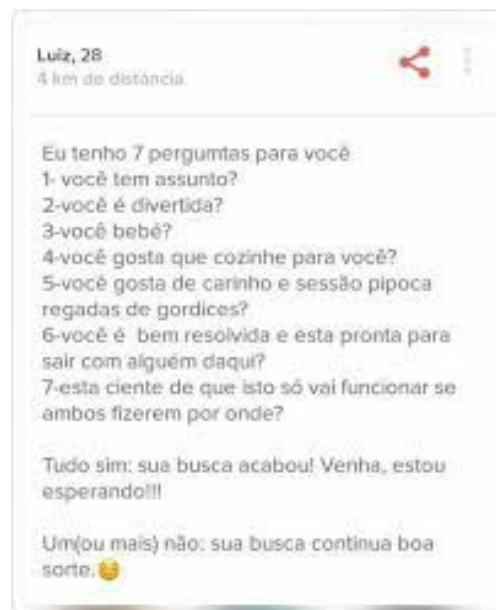 Luiz, 28
4 km de distância
Eu tenho 7 pergumtas para você
1- você tem assunto?
2-você é divertida?
3-você bebé?
4-você gosta que cozinhe para você?
5-você gosta de carinho e sessão pipoca
regadas de gordices?
6-você é bem resolvida e esta pronta para
sair com alguém daqui?
7-esta ciente de que isto só vai funcionar se
ambos fizerem por onde?
Tudo sim: sua busca acabou! Venha, estou
esperando!!!
Um(ou mais) não: sua busca continua boa
sorte.😅